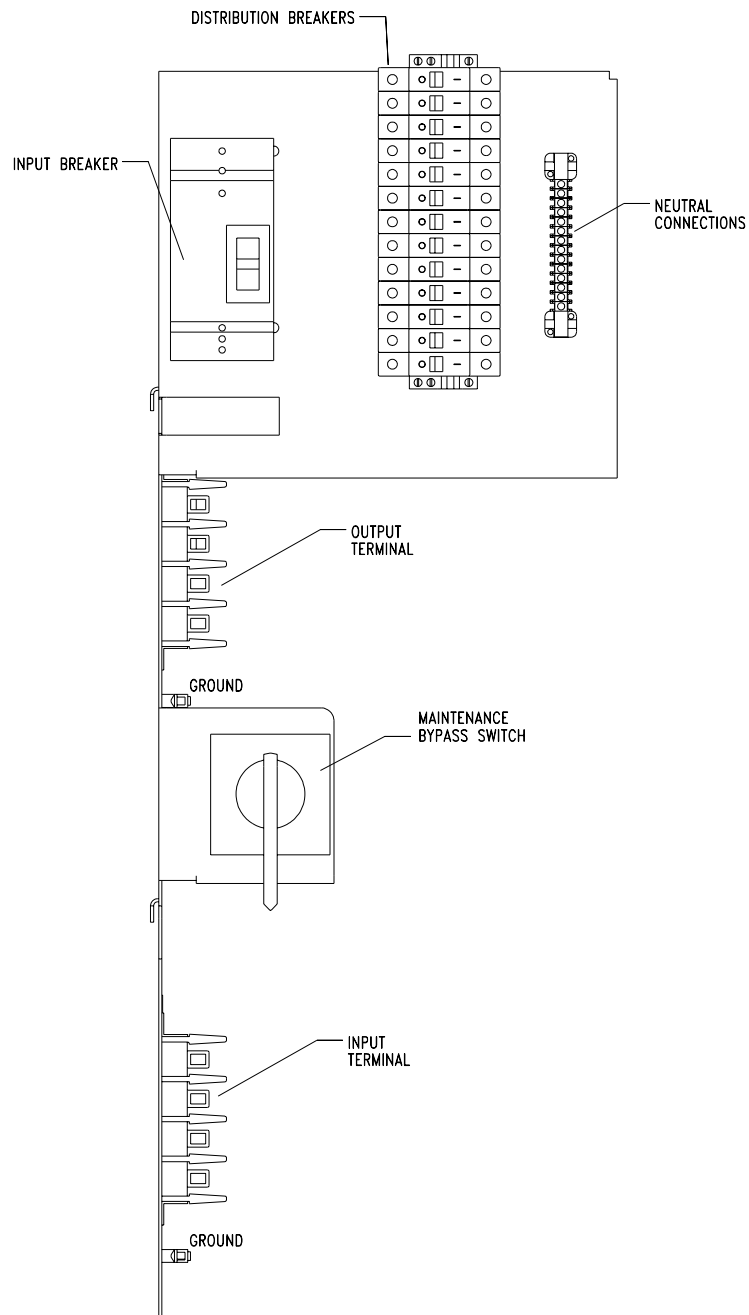 DISTRIBUTION BREAKERS
INPUT BREAKER
NEUTRAL
CONNECTIONS
OUTPUT
TERMINAL
GROUND
MAINTENANCE
BYPASS SWITCH
INPUT
TERMINAL
GROUND